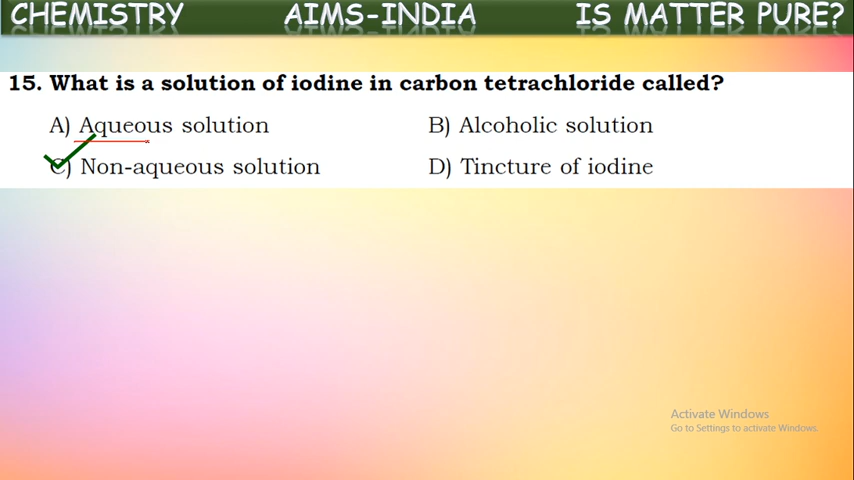 CHEMISTRY AIMS-INDIA IS MATTER PURE?
15. What is a solution of iodine in carbon tetrachloride called?
A) Aqueous solution B) Alcoholic solution
C) Non-aqueous solution D) Tincture of iodine
Activate Windows
Go to Settings to activate Windows.